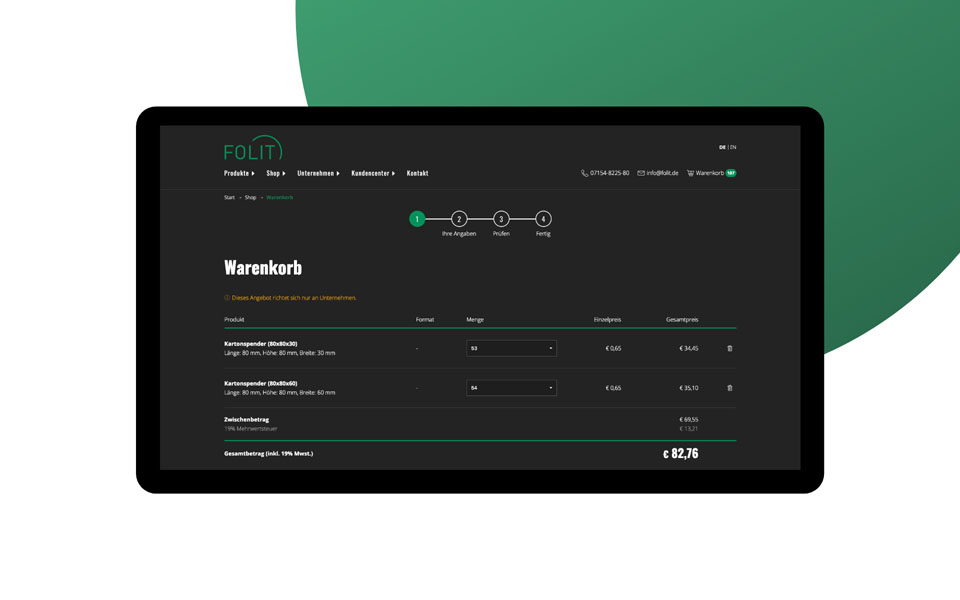 FOLIT
DE | EN
Produkte Shop Unternehmen Kundencenter Kontakt
07154-8225-80 info@folit.de Warenkorb 107
Start Shop Warenkorb
1 2 3 4
Ihre Angaben Prüfen Fertig
Warenkorb
Dieses Angebot richtet sich nur an Unternehmen.
Produkt Format Menge Einzelpreis Gesamtpreis
Kartonspender (80x80x30)
Länge: 80 mm, Höhe: 80 mm, Breite: 30 mm
- 53 € 0,65 € 34,45
Kartonspender (80x80x60)
Länge: 80 mm, Höhe: 80 mm, Breite: 60 mm
- 54 € 0,65 € 35,10
Zwischenbetrag € 69,55
19% Mehrwertsteuer € 13,21
Gesamtbetrag (inkl. 19% Mwst.) € 82,76